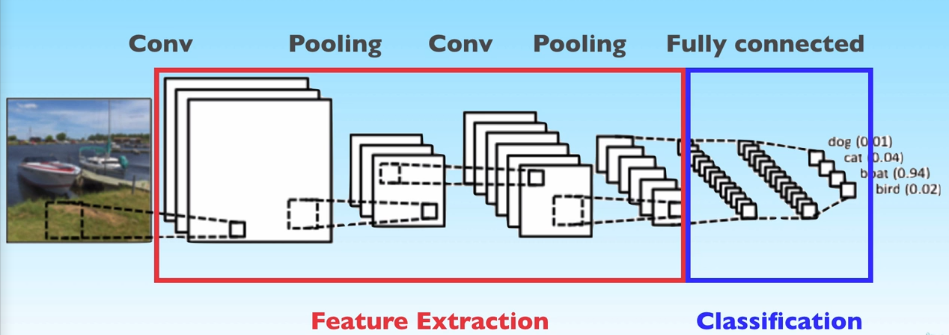 Conv
Pooling
Conv
Pooling
Fully connected
dog (0.01)
cat (0.04)
boat (0.94)
bird (0.02)
Feature Extraction
Classification